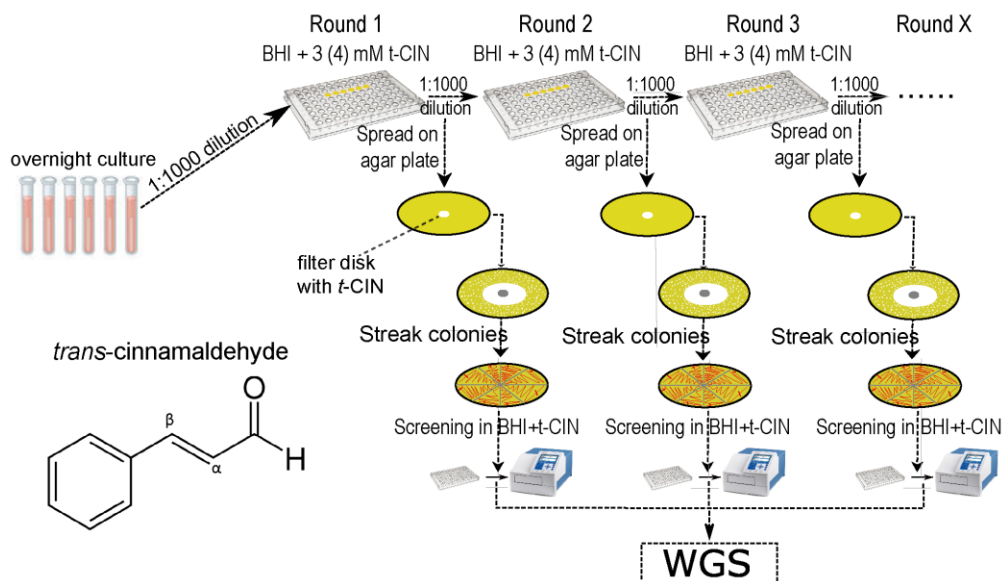 Round 1
Round 2
Round 3
Round X
BHI + 3 (4) mM t-CIN
BHI + 3 (4) mM t-CIN
BHI + 3 (4) mM t-CIN
1:1000
dilution
1:1000
dilution
1:1000
dilution
......
overnight culture
1:1000 dilution
Spread on
agar plate
Spread on
agar plate
Spread on
agar plate
filter disk
with t-CIN
Streak colonies
Streak colonies
Streak colonies
trans-cinnamaldehyde
O
β
α
H
Screening in BHI+t-CIN
Screening in BHI+t-CIN
Screening in BHI+t-CIN
WGS